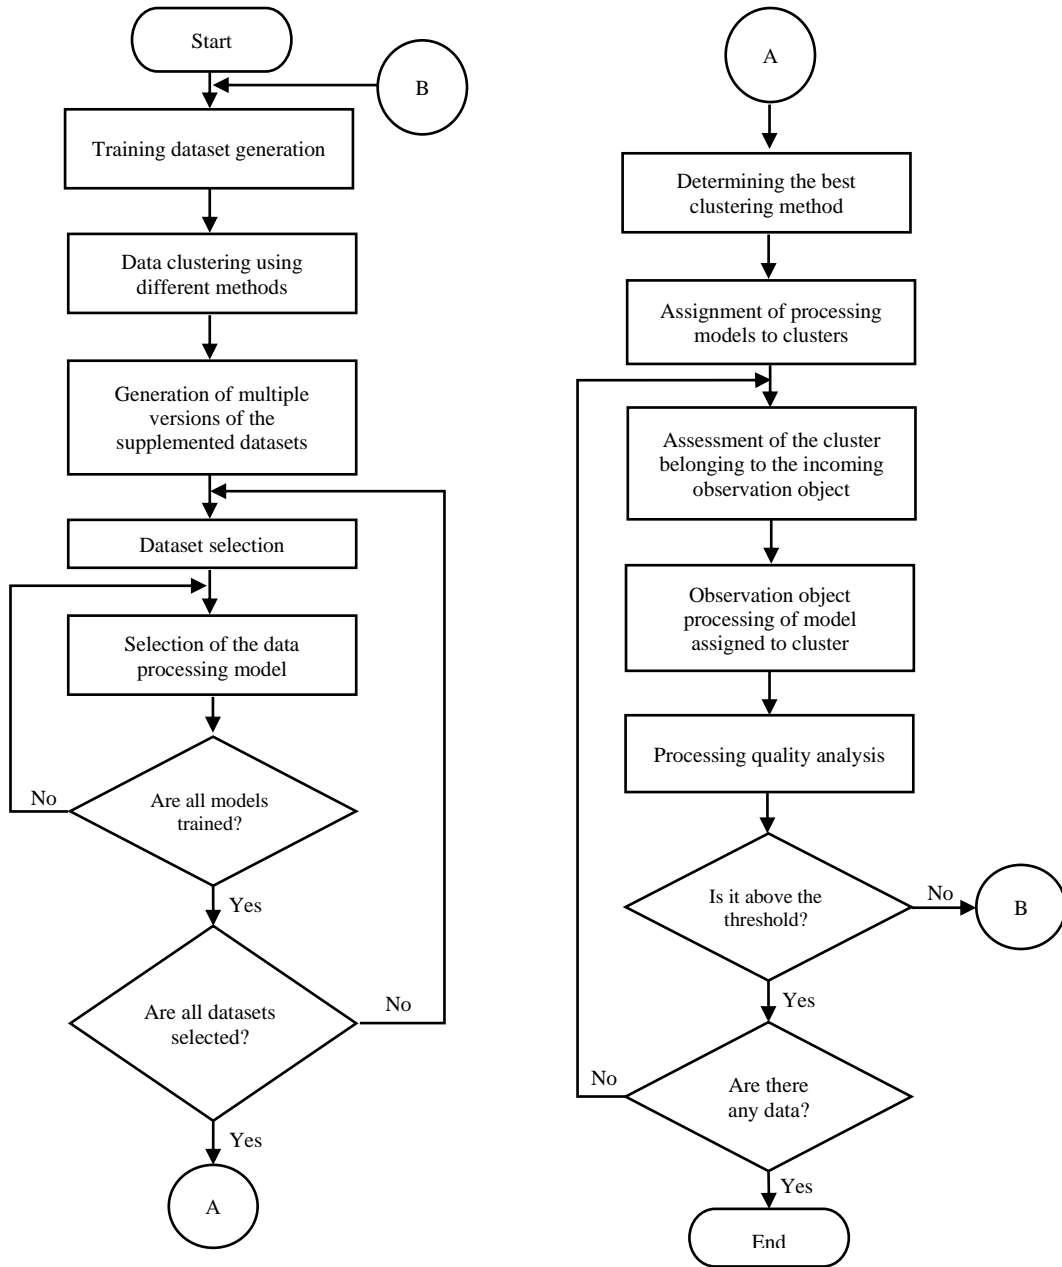 Start
B
Training dataset generation
Data clustering using
different methods
Generation of multiple
versions of the
supplemented datasets
Dataset selection
Selection of the data
processing model
No
Are all models
trained?
Yes
Are all datasets
selected?
No
Yes
A
A
Determining the best
clustering method
Assignment of processing
models to clusters
Assessment of the cluster
belonging to the incoming
observation object
Observation object
processing of model
assigned to cluster
Processing quality analysis
Is it above the
threshold?
No
B
Yes
No
Are there
any data?
Yes
End